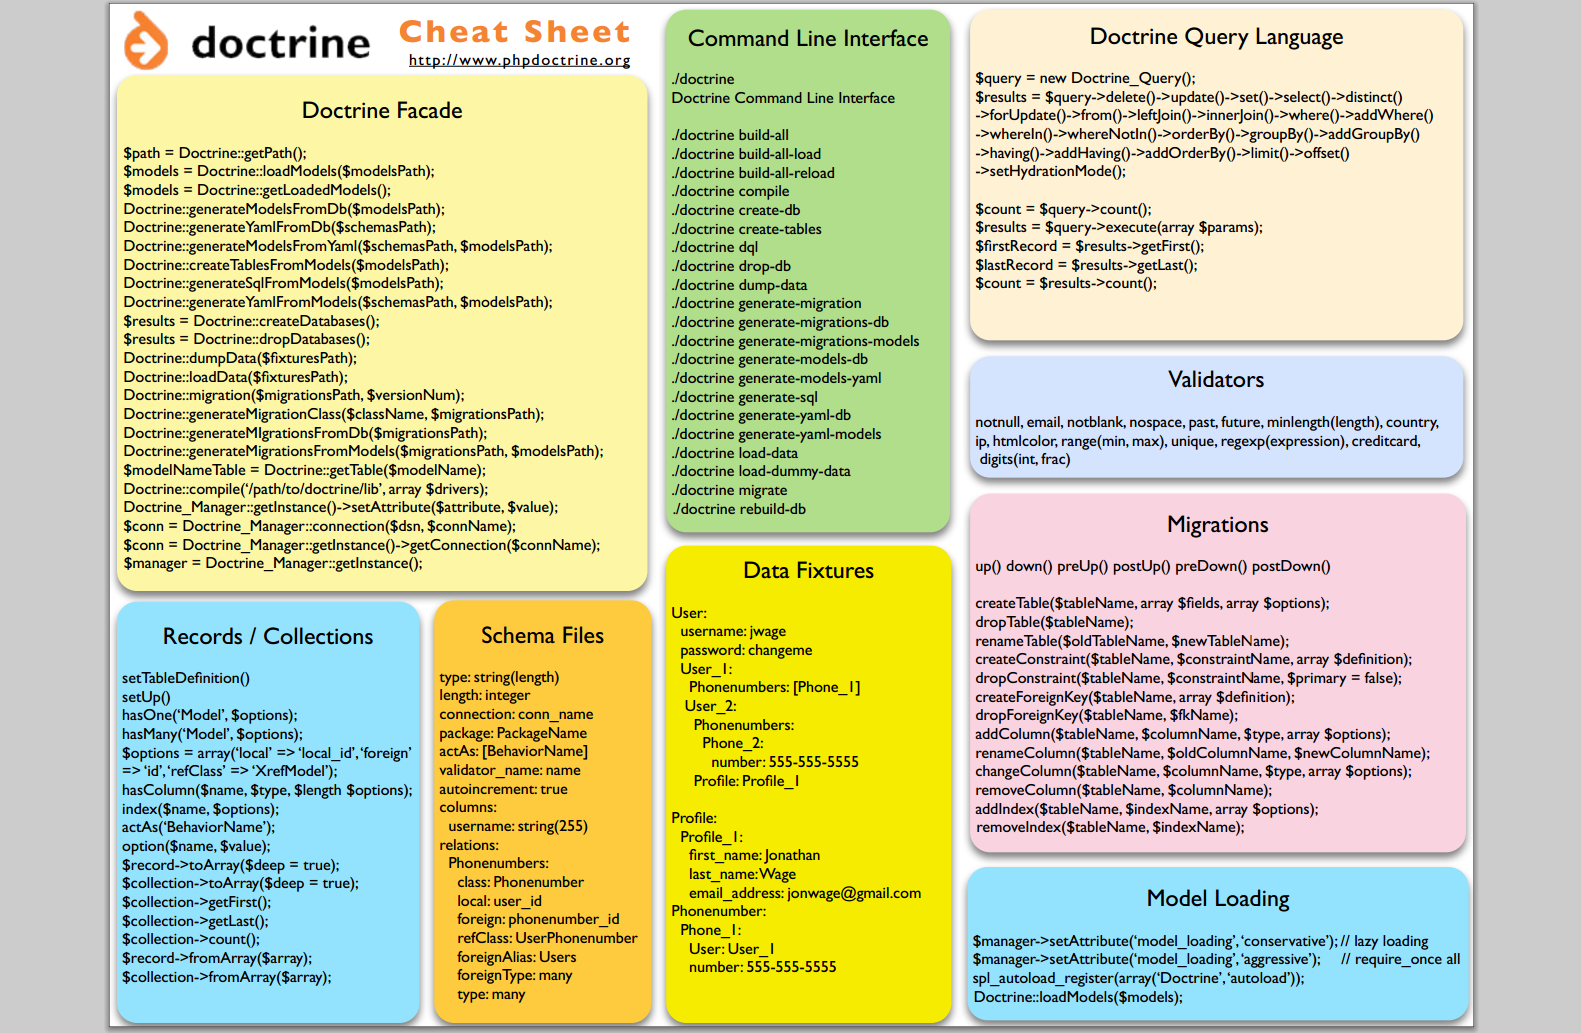 doctrine
Cheat Sheet
http://www.phpdoctrine.org
Doctrine Facade
$path = Doctrine::getPath();
$models = Doctrine::loadModels($modelsPath);
$models = Doctrine::getLoadedModels();
Doctrine::generateModelsFromDb($modelsPath);
Doctrine::generateYamlFromDb($schemasPath);
Doctrine::generateModelsFromYaml($schemasPath, $modelsPath);
Doctrine::createTablesFromModels($modelsPath);
Doctrine::generateSqlFromModels($modelsPath);
Doctrine::generateYamlFromModels($schemasPath, $modelsPath);
$results = Doctrine::createDatabases();
$results = Doctrine::dropDatabases();
Doctrine::dumpData($fixturesPath);
Doctrine::loadData($fixturesPath);
Doctrine::migration($migrationsPath, $versionNum);
Doctrine::generateMigrationClass($className, $migrationsPath);
Doctrine::generateMIgrationsFromDb($migrationsPath);
Doctrine::generateMigrationsFromModels($migrationsPath, $modelsPath);
$modelNameTable = Doctrine::getTable($modelName);
Doctrine::compile(‘/path/to/doctrine/lib’, array $drivers);
Doctrine_Manager::getInstance()->setAttribute($attribute, $value);
$conn = Doctrine_Manager::connection($dsn, $connName);
$conn = Doctrine_Manager::getInstance()->getConnection($connName);
$manager = Doctrine_Manager::getInstance();
Records / Collections
setTableDefinition()
setUp()
hasOne(‘Model’, $options);
hasMany(‘Model’, $options);
$options = array(‘local’ => ‘local_id’, ‘foreign’
=> ‘id’, ‘refClass’ => ‘XrefModel’);
hasColumn($name, $type, $length $options);
index($name, $options);
actAs(‘BehaviorName’);
option($name, $value);
$record->toArray($deep = true);
$collection->toArray($deep = true);
$collection->getFirst();
$collection->getLast();
$collection->count();
$record->fromArray($array);
$collection->fromArray($array);
Schema Files
type: string(length)
length: integer
connection: conn_name
package: PackageName
actAs: [BehaviorName]
validator_name: name
autoincrement: true
columns:
username: string(255)
relations:
Phonenumbers:
class: Phonenumber
local: user_id
foreign: phonenumber_id
refClass: UserPhonenumber
foreignAlias: Users
foreignType: many
type: many
Command Line Interface
./doctrine
Doctrine Command Line Interface
./doctrine build-all
./doctrine build-all-load
./doctrine build-all-reload
./doctrine compile
./doctrine create-db
./doctrine create-tables
./doctrine dql
./doctrine drop-db
./doctrine dump-data
./doctrine generate-migration
./doctrine generate-migrations-db
./doctrine generate-migrations-models
./doctrine generate-models-db
./doctrine generate-models-yaml
./doctrine generate-sql
./doctrine generate-yaml-db
./doctrine generate-yaml-models
./doctrine load-data
./doctrine load-dummy-data
./doctrine migrate
./doctrine rebuild-db
Data Fixtures
User:
username: jwage
password: changeme
User_1:
Phonenumbers: [Phone_1]
User_2:
Phonenumbers:
Phone_2:
number: 555-555-5555
Profile: Profile_1
Profile:
Profile_1:
first_name: Jonathan
last_name: Wage
email_address: jonwage@gmail.com
Phonenumber:
Phone_1:
User: User_1
number: 555-555-5555
Doctrine Query Language
$query = new Doctrine_Query();
$results = $query->delete()->update()->set()->select()->distinct()
->forUpdate()->from()->leftJoin()->innerJoin()->where()->addWhere()
->whereIn()->whereNotIn()->orderBy()->groupBy()->addGroupBy()
->having()->addHaving()->addOrderBy()->limit()->offset()
->setHydrationMode();
$count = $query->count();
$results = $query->execute(array $params);
$firstRecord = $results->getFirst();
$lastRecord = $results->getLast();
$count = $results->count();
Validators
notnull, email, notblank, nospace, past, future, minlength(length), country,
ip, htmlcolor, range(min, max), unique, regexp(expression), creditcard,
digits(int, frac)
Migrations
up() down() preUp() postUp() preDown() postDown()
createTable($tableName, array $fields, array $options);
dropTable($tableName);
renameTable($oldTableName, $newTableName);
createConstraint($tableName, $constraintName, array $definition);
dropConstraint($tableName, $constraintName, $primary = false);
createForeignKey($tableName, array $definition);
dropForeignKey($tableName, $fkName);
addColumn($tableName, $columnName, $type, array $options);
renameColumn($tableName, $oldColumnName, $newColumnName);
changeColumn($tableName, $columnName, $type, array $options);
removeColumn($tableName, $columnName);
addIndex($tableName, $indexName, array $options);
removeIndex($tableName, $indexName);
Model Loading
$manager->setAttribute(‘model_loading’, ‘conservative’); // lazy loading
$manager->setAttribute(‘model_loading’, ‘aggressive’); // require_once all
spl_autoload_register(array(‘Doctrine’, ‘autoload’));
Doctrine::loadModels($models);